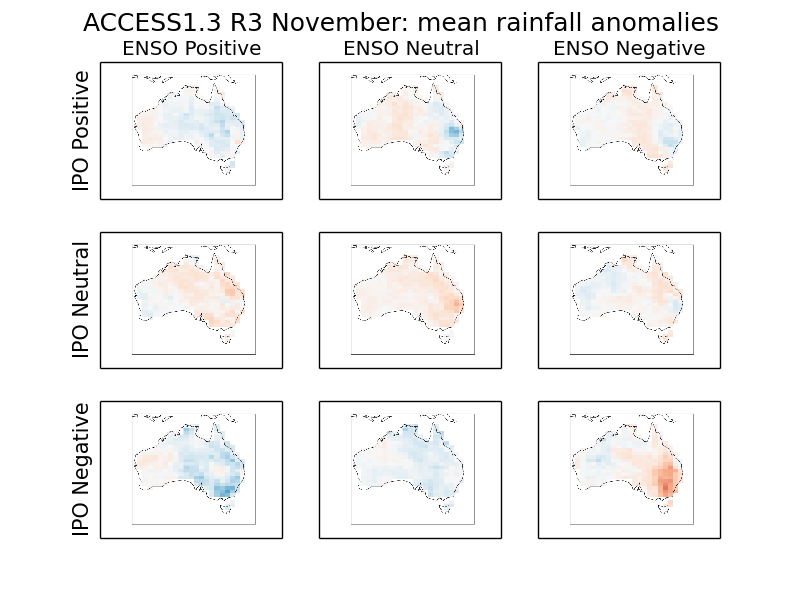 ACCESS1.3 R3 November: mean rainfall anomalies
ENSO Positive
ENSO Neutral
ENSO Negative
IPO Positive
IPO Neutral
IPO Negative